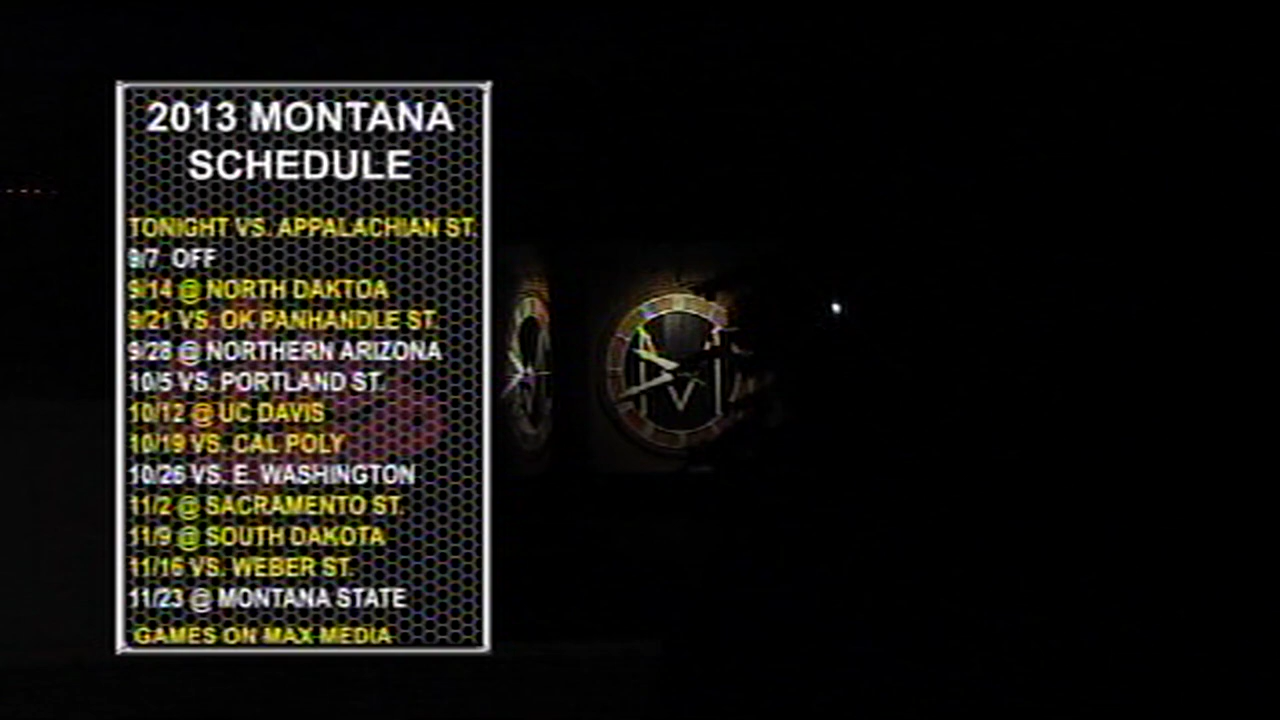 2013 MONTANA
SCHEDULE
TONIGHT VS. APPALACHIAN ST.
9/7 OFF
9/14 @ NORTH DAKTOA
9/21 VS. OK PANHANDLE ST.
9/28 @ NORTHERN ARIZONA
10/5 VS. PORTLAND ST.
10/12 @ UC DAVIS
10/19 VS. CAL POLY
10/26 VS. E. WASHINGTON
11/2 @ SACRAMENTO ST.
11/9 @ SOUTH DAKOTA
11/16 VS. WEBER ST.
11/23 @ MONTANA STATE
GAMES ON MAX MEDIA